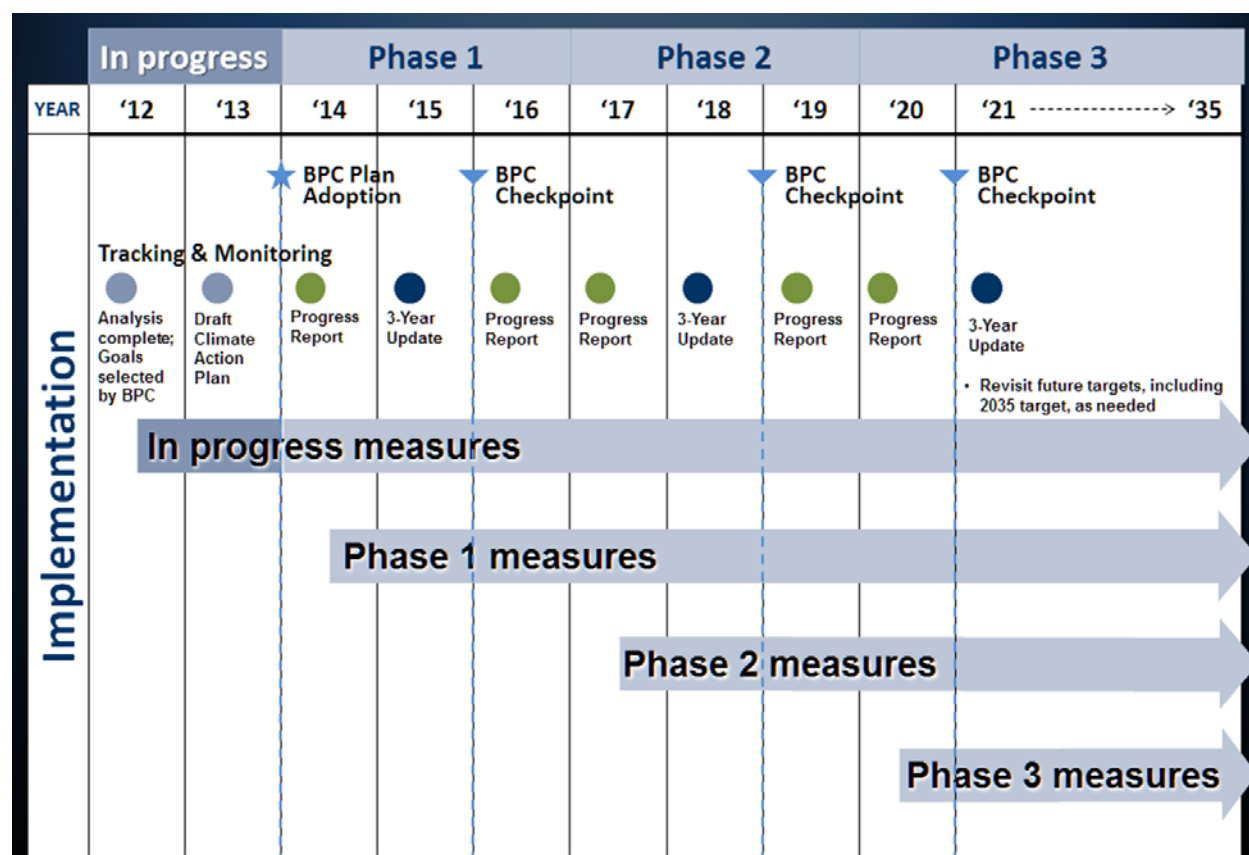 In progress Phase 1 Phase 2 Phase 3
YEAR ‘12 ‘13 ‘14 ‘15 ‘16 ‘17 ‘18 ‘19 ‘20 ‘21 ‘35
BPC Plan
Adoption
BPC
Checkpoint
BPC
Checkpoint
BPC
Checkpoint
Tracking & Monitoring
Analysis
complete;
Goals
selected
by BPC
Draft
Climate
Action
Plan
Progress
Report
3-Year
Update
Progress
Report
Progress
Report
3-Year
Update
Progress
Report
Progress
Report
3-Year
Update
• Revisit future targets, including
2035 target, as needed
Implementation
In progress measures
Phase 1 measures
Phase 2 measures
Phase 3 measures